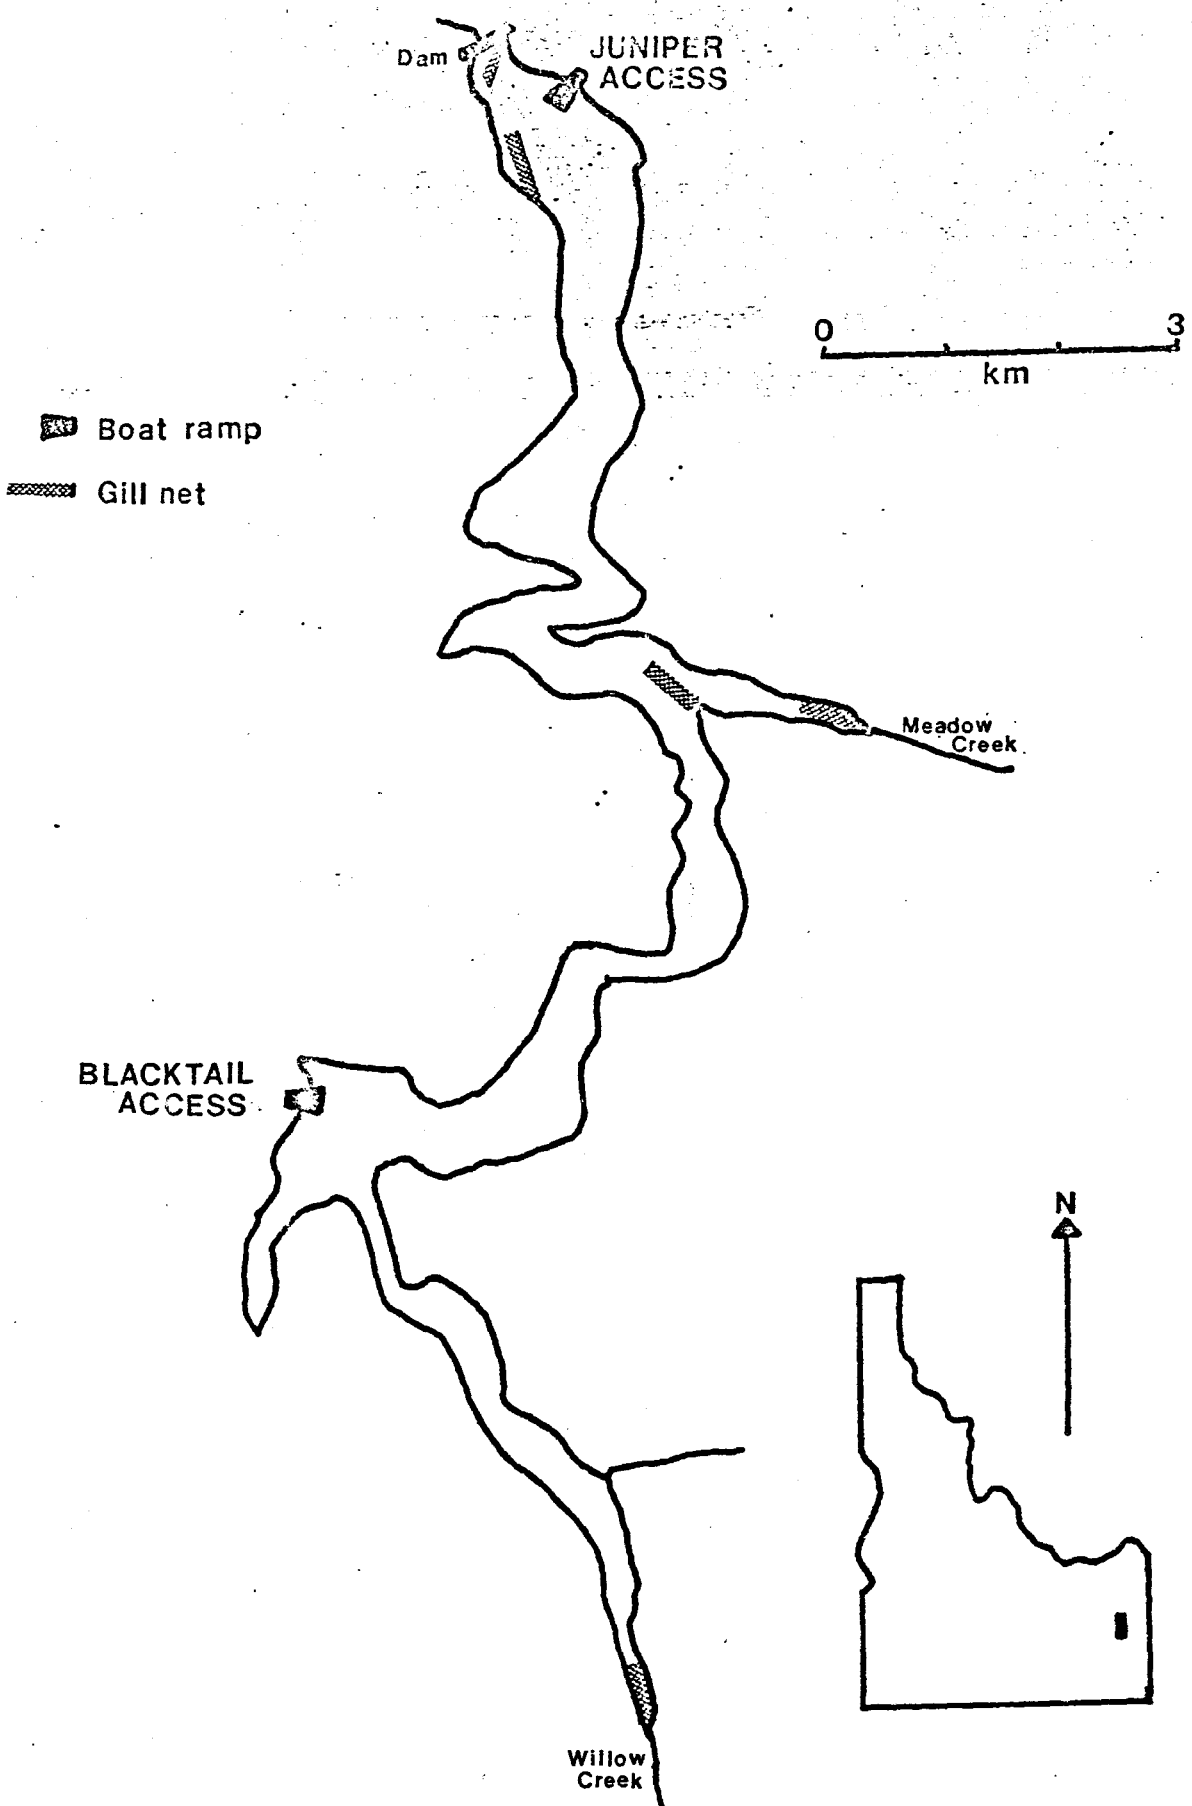 Dam
JUNIPER
ACCESS
0 3
km
Boat ramp
Gill net
Meadow
Creek
BLACKTAIL
ACCESS
N
Willow
Creek